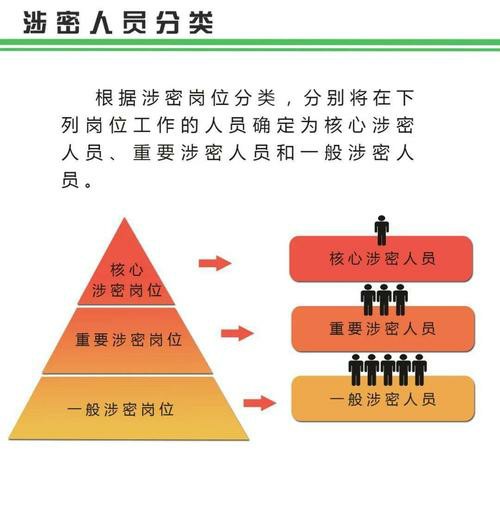 涉密人员分类
根据涉密岗位分类，分别将在下
列岗位工作的人员确定为核心涉密
人员、重要涉密人员和一般涉密人
员。
核心
涉密岗位
核心涉密人员
重要涉密岗位
重要涉密人员
一般涉密岗位
一般涉密人员